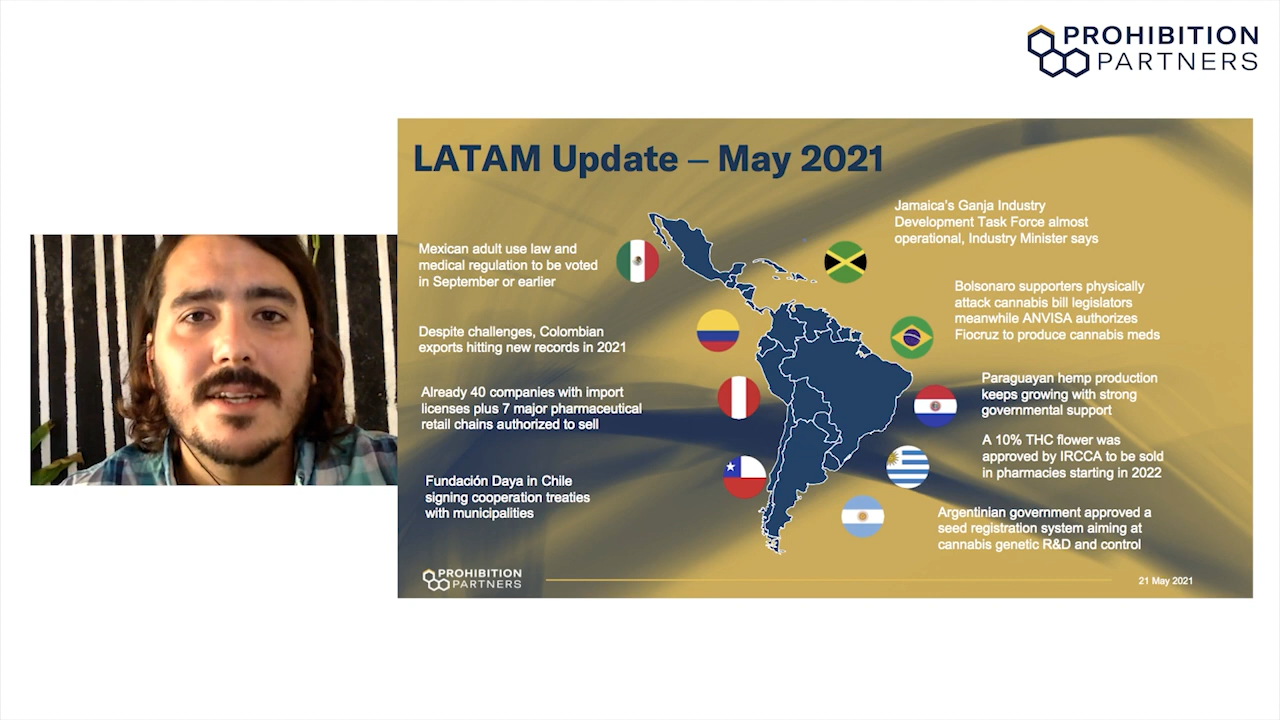 PROHIBITION
PARTNERS
LATAM Update – May 2021
Mexican adult use law and
medical regulation to be voted
in September or earlier
Despite challenges, Colombian
exports hitting new records in 2021
Already 40 companies with import
licenses plus 7 major pharmaceutical
retail chains authorized to sell
Fundación Daya in Chile
signing cooperation treaties
with municipalities
Jamaica's Ganja Industry
Development Task Force almost
operational, Industry Minister says
Bolsonaro supporters physically
attack cannabis bill legislators
meanwhile ANVISA authorizes
Fiocruz to produce cannabis meds
Paraguayan hemp production
keeps growing with strong
governmental support
A 10% THC flower was
approved by IRCCA to be sold
in pharmacies starting in 2022
Argentinian government approved a
seed registration system aiming at
cannabis genetic R&D and control
PROHIBITION
PARTNERS
21 May 2021